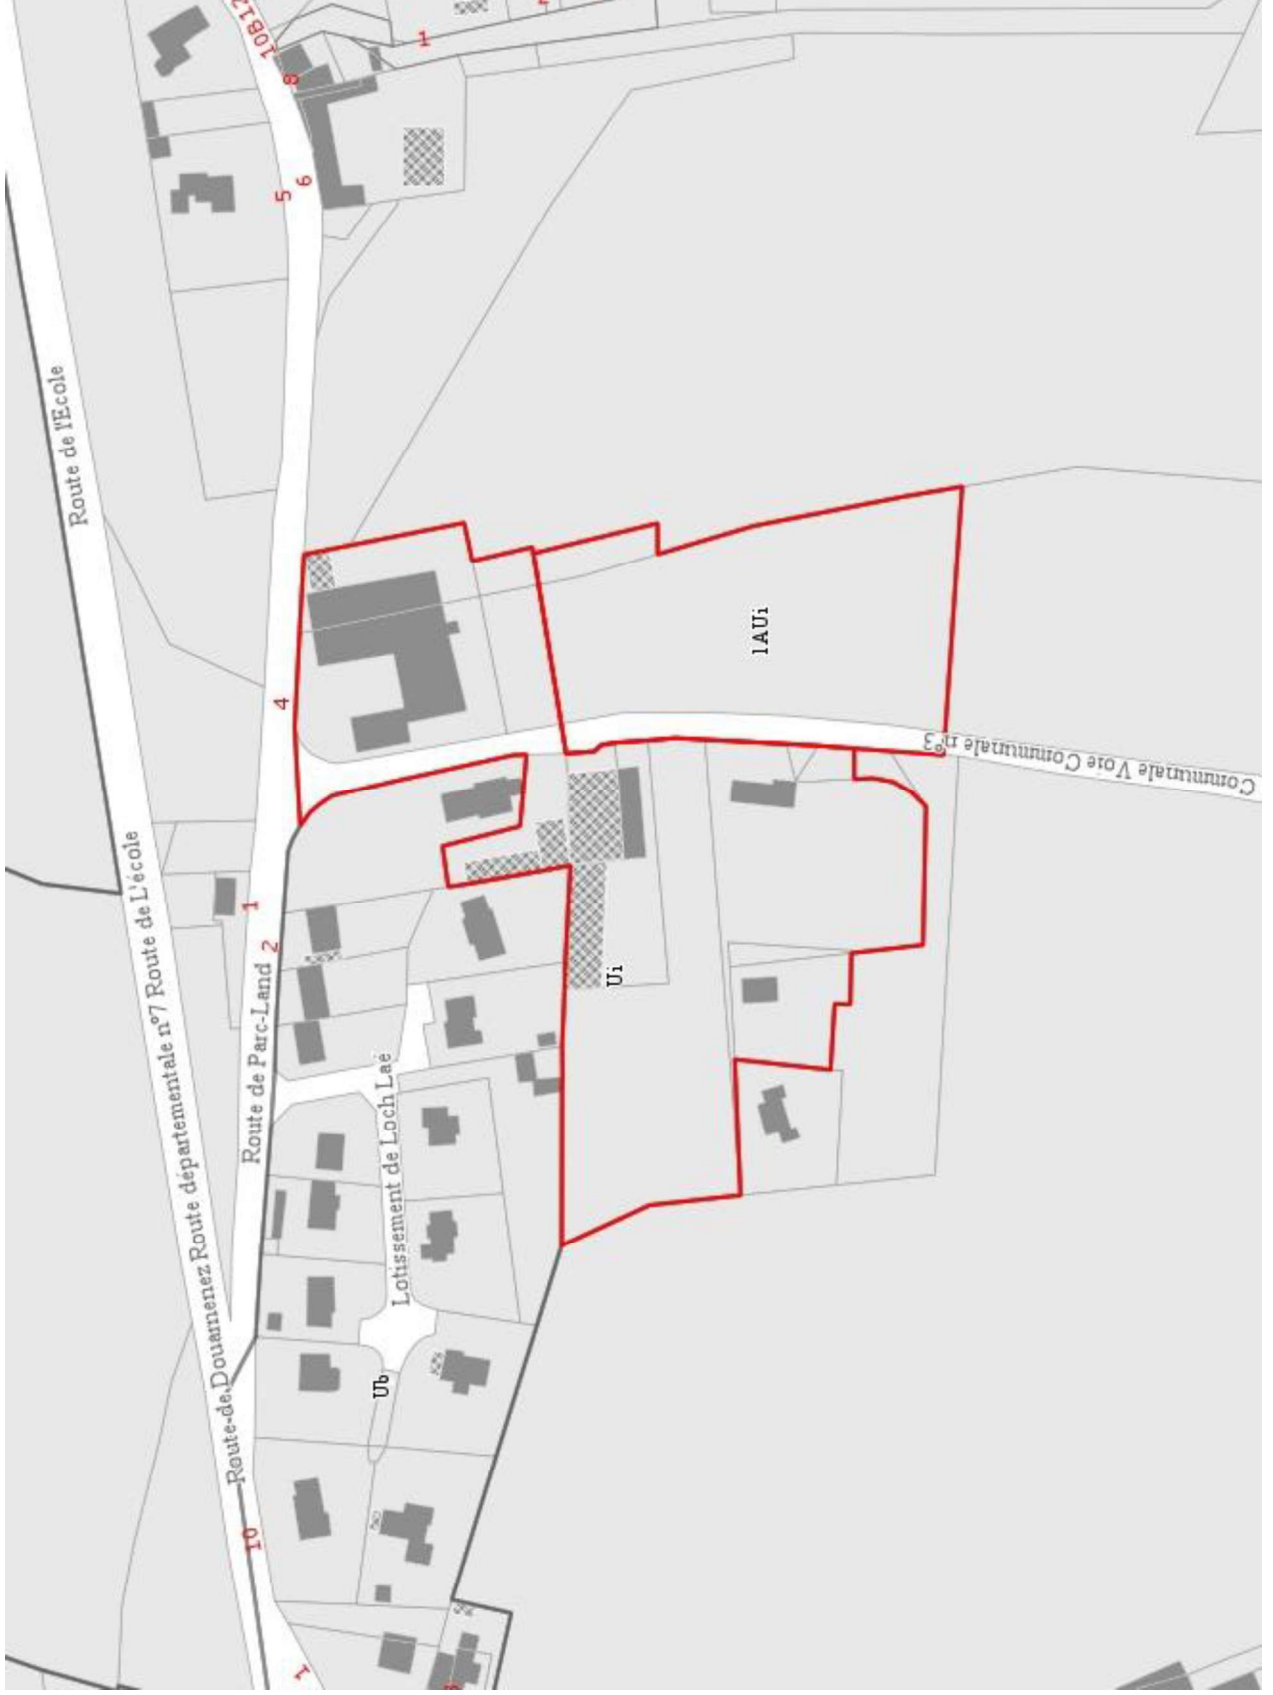 10B12
8
1
5
6
Route de l'Ecole
4
1AUi
Communale Voie Communale n°3
1
2
Ui
Route de Douarnenez Route départementale n°7 Route de L'école
Route de Parc-Land
Lotissement de Loch Laé
Ub
10
1